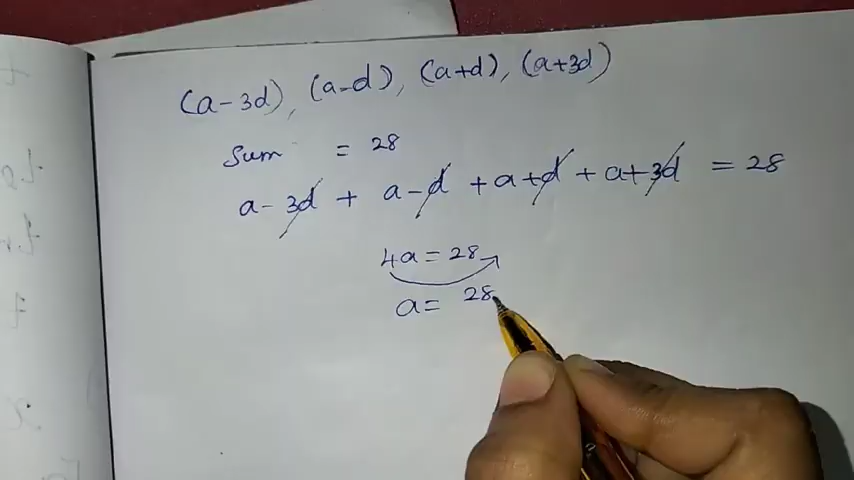 (a-3d), (a-d), (a+d), (a+3d)
Sum = 28
a-3d + a-d + a+d + a+3d = 28
4a = 28
a = 28